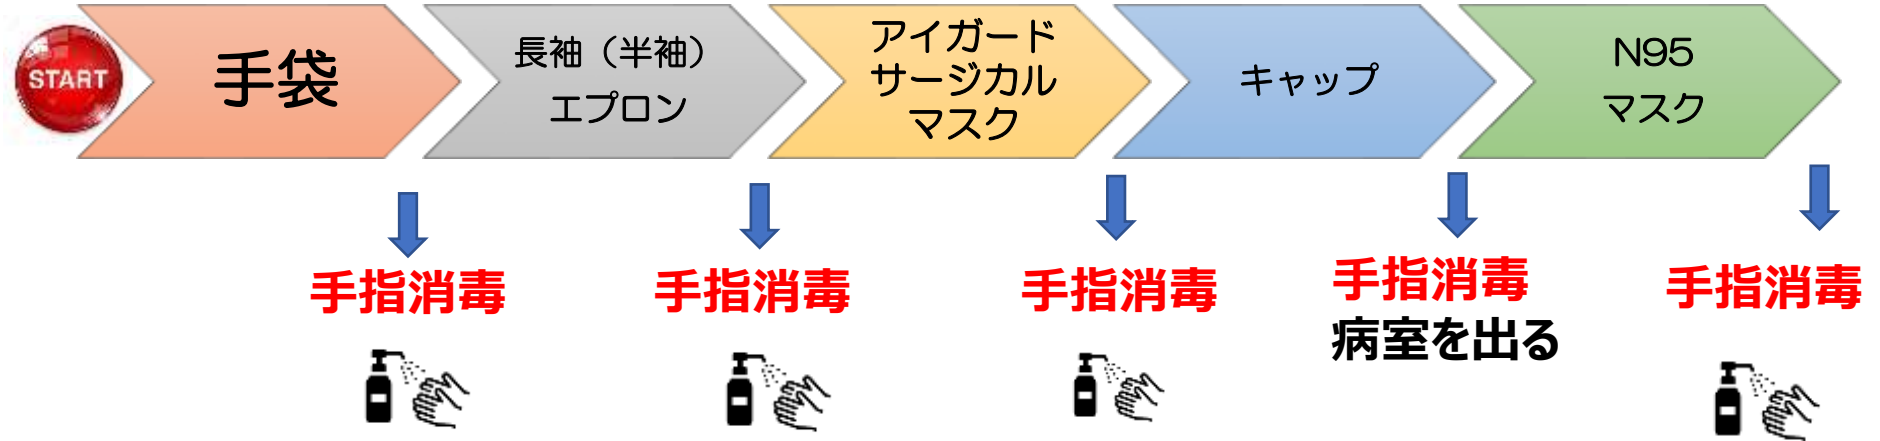 START
手袋
長袖（半袖）
エプロン
アイガード
サージカル
マスク
キャップ
N95
マスク
手指消毒
手指消毒
手指消毒
手指消毒
病室を出る
手指消毒